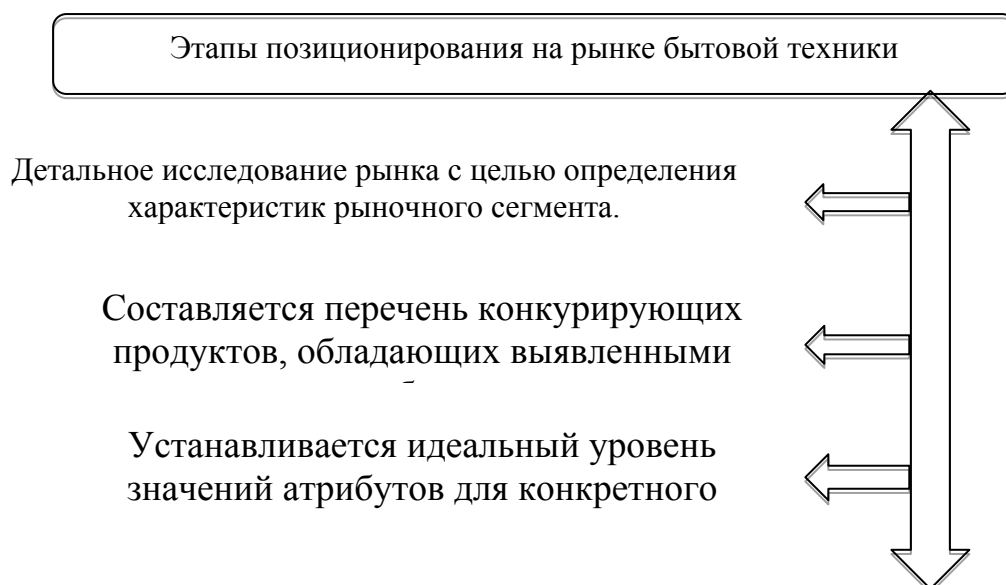 Этапы позиционирования на рынке бытовой техники
Детальное исследование рынка с целью определения
характеристик рыночного сегмента.
Составляется перечень конкурирующих
продуктов, обладающих выявленными
Устанавливается идеальный уровень
значений атрибутов для конкретного